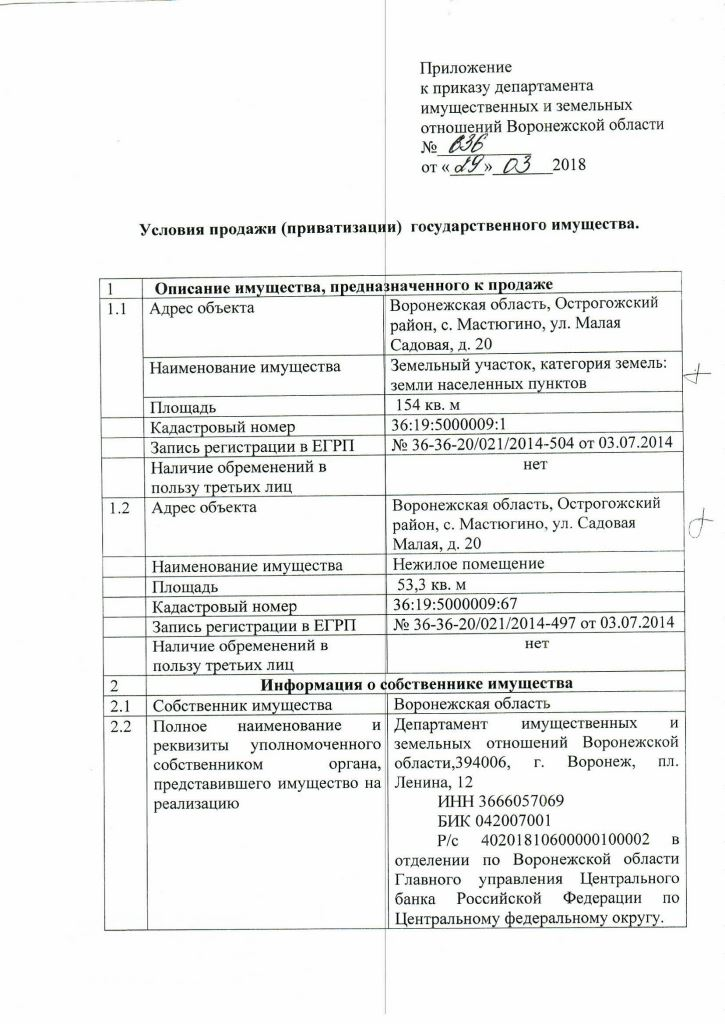 Приложение
к приказу департамента
имущественных и земельных
отношений Воронежской области
№ 636
от «29» 03 2018
Условия продажи (приватизации) государственного имущества.
1 Описание имущества, предназначенного к продаже
1.1 Адрес объекта Воронежская область, Острогожский
район, с. Мастюгино, ул. Малая
Садовая, д. 20
Наименование имущества Земельный участок, категория земель:
земли населенных пунктов
Площадь 154 кв. м
Кадастровый номер 36:19:5000009:1
Запись регистрации в ЕГРП № 36-36-20/021/2014-504 от 03.07.2014
Наличие обременений в нет
пользу третьих лиц
1.2 Адрес объекта Воронежская область, Острогожский
район, с. Мастюгино, ул. Садовая
Малая, д. 20
Наименование имущества Нежилое помещение
Площадь 53,3 кв. м
Кадастровый номер 36:19:5000009:67
Запись регистрации в ЕГРП № 36-36-20/021/2014-497 от 03.07.2014
Наличие обременений в нет
пользу третьих лиц
2 Информация о собственнике имущества
2.1 Собственник имущества Воронежская область
2.2 Полное наименование и Департамент имущественных и
реквизиты уполномоченного земельных отношений Воронежской
собственником органа, области,394006, г. Воронеж, пл.
представившего имущество на Ленина, 12
реализацию ИНН 3666057069
БИК 042007001
Р/с 40201810600000100002 в
отделении по Воронежской области
Главного управления Центрального
банка Российской Федерации по
Центральному федеральному округу.